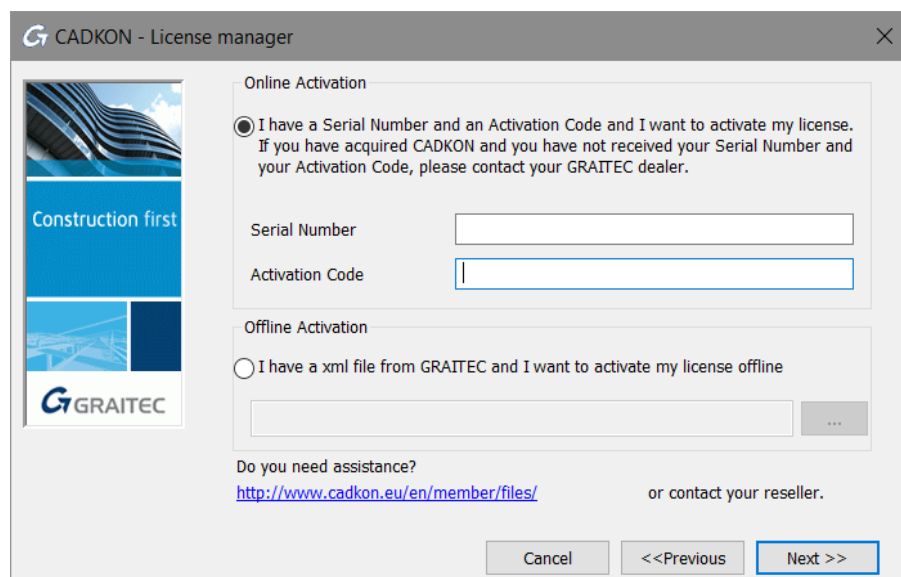 CADKON - License manager
Online Activation
I have a Serial Number and an Activation Code and I want to activate my license.
If you have acquired CADKON and you have not received your Serial Number and
your Activation Code, please contact your GRAITEC dealer.
Construction first
Serial Number
Activation Code
Offline Activation
I have a xml file from GRAITEC and I want to activate my license offline
...
GRAITEC
Do you need assistance?
http://www.cadkon.eu/en/member/files/ or contact your reseller.
Cancel <<Previous Next >>